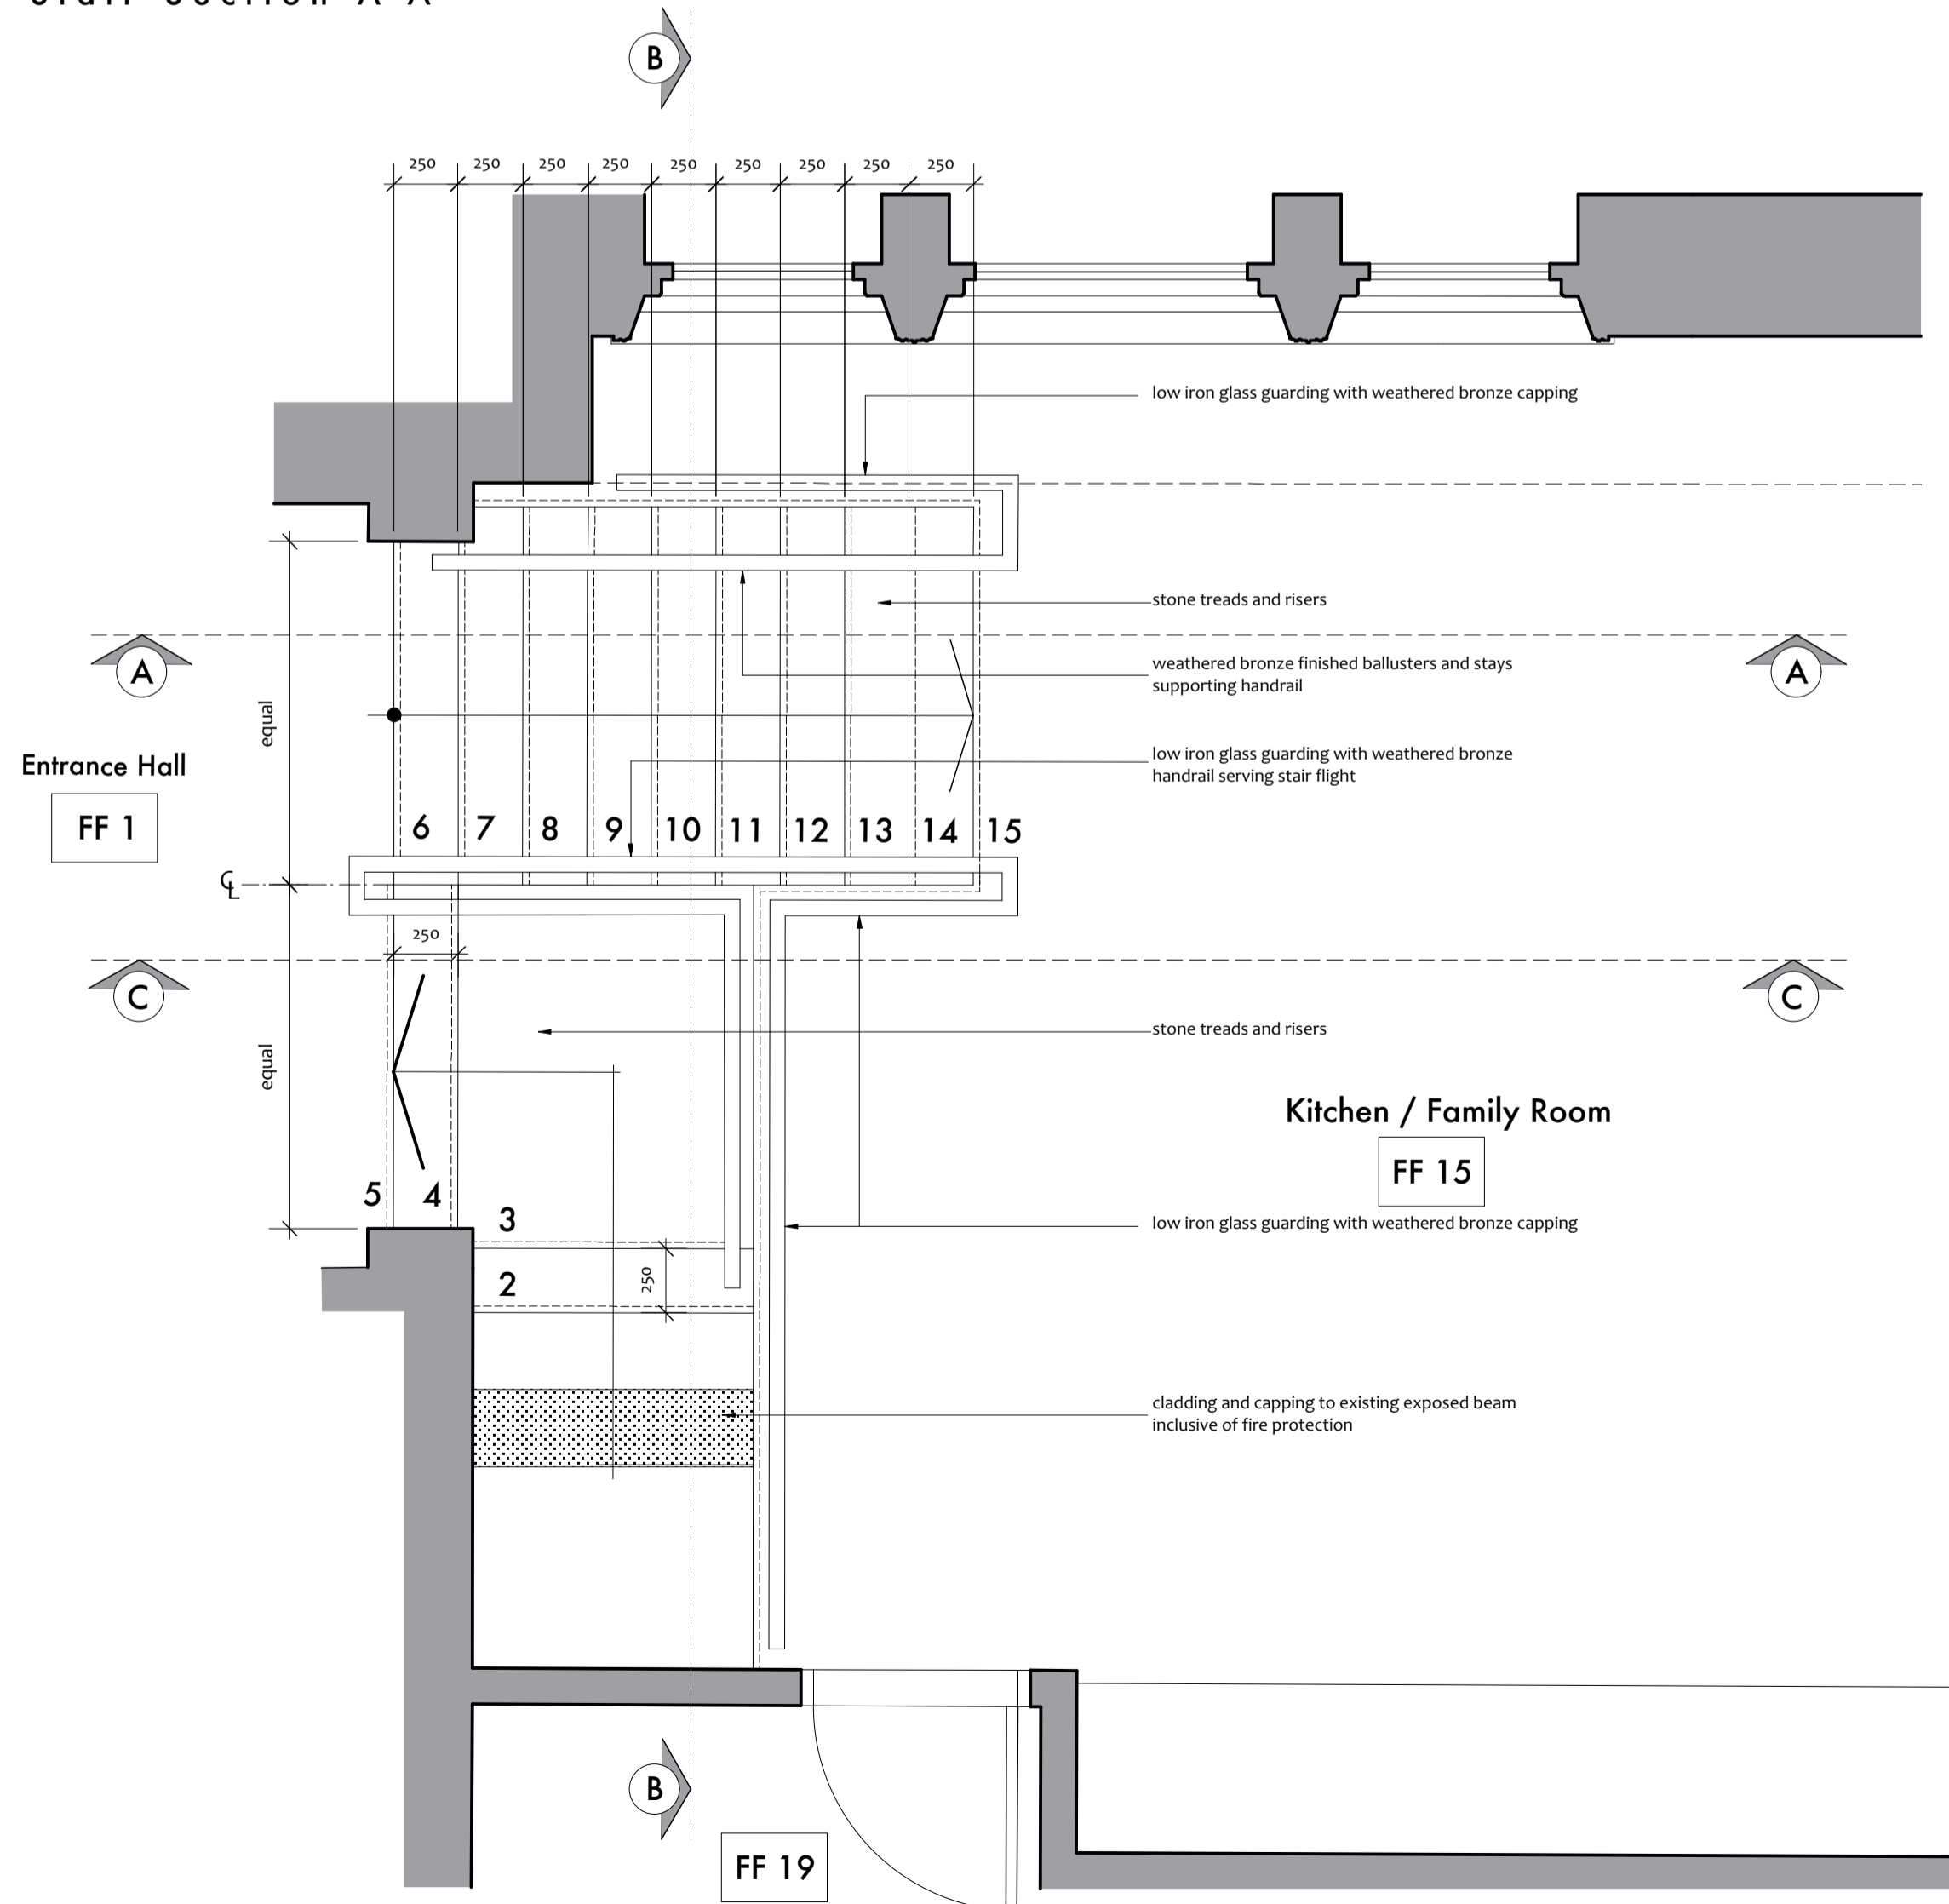 Stair Section A-A
B
250 250 250 250 250 250 250 250 250
low iron glass guarding with weathered bronze capping
stone treads and risers
A A
weathered bronze finished ballusters and stays
supporting handrail
equal
low iron glass guarding with weathered bronze
handrail serving stair flight
Entrance Hall
FF 1
6 7 8 9 10 11 12 13 14 15
CL
250
C C
stone treads and risers
equal
Kitchen / Family Room
FF 15
5 4
3
low iron glass guarding with weathered bronze capping
2
250
cladding and capping to existing exposed beam
inclusive of fire protection
B
FF 19